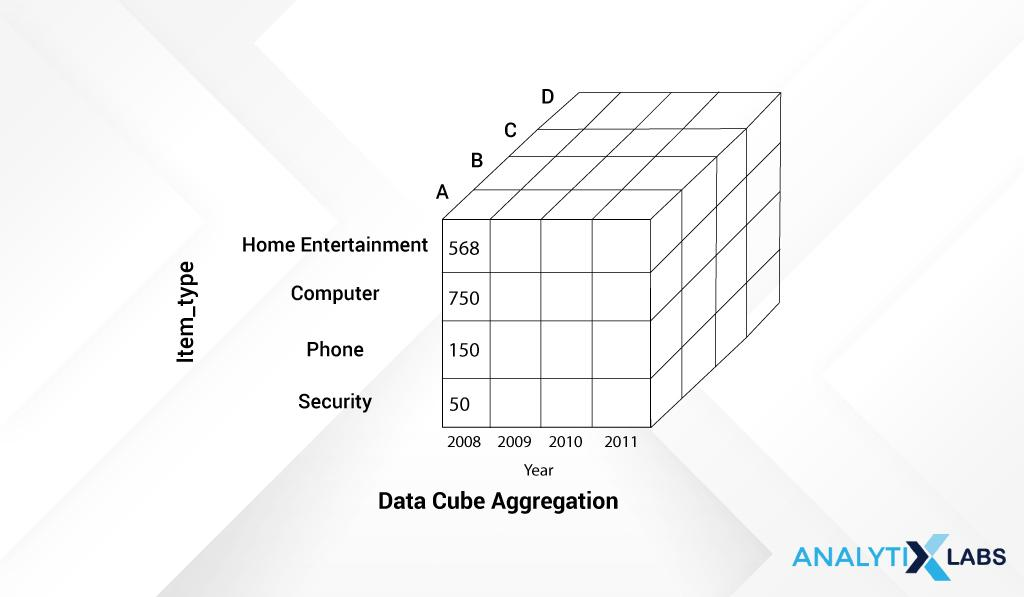 D
C
B
A
Home Entertainment 568
Computer 750
Phone 150
Security 50
Item_type
2008 2009 2010 2011
Year
Data Cube Aggregation
ANALYTIX LABS